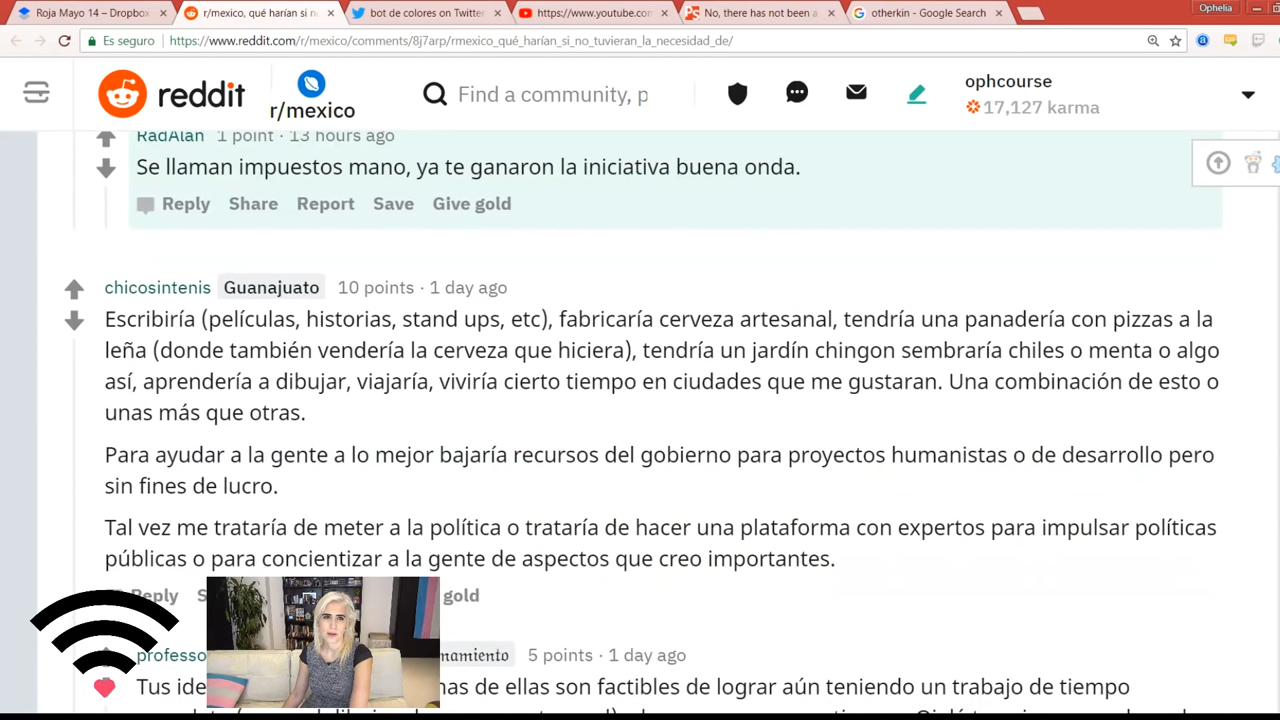 Roja Mayo 14 – Dropbox
r/mexico, qué harían si n
bot de colores on Twitter
https://www.youtube.com
No, there has not been a
otherkin - Google Search
Ophelia
Es seguro
https://www.reddit.com/r/mexico/comments/8j7arp/rmexico_qué_harían_si_no_tuvieran_la_necesidad_de/
reddit
r/mexico
Find a community, p
ophcourse
17,127 karma
RadAlan 1 point · 13 hours ago
Se llaman impuestos mano, ya te ganaron la iniciativa buena onda.
Reply Share Report Save Give gold
chicosintenis Guanajuato 10 points · 1 day ago
Escribiría (películas, historias, stand ups, etc), fabricaría cerveza artesanal, tendría una panadería con pizzas a la
leña (donde también vendería la cerveza que hiciera), tendría un jardín chingon sembraría chiles o menta o algo
así, aprendería a dibujar, viajaría, viviría cierto tiempo en ciudades que me gustaran. Una combinación de esto o
unas más que otras.
Para ayudar a la gente a lo mejor bajaría recursos del gobierno para proyectos humanistas o de desarrollo pero
sin fines de lucro.
Tal vez me trataría de meter a la política o trataría de hacer una plataforma con expertos para impulsar políticas
públicas o para concientizar a la gente de aspectos que creo importantes.
Reply S gold
professo namiento 5 points · 1 day ago
Tus ide nas de ellas son factibles de lograr aún teniendo un trabajo de tiempo